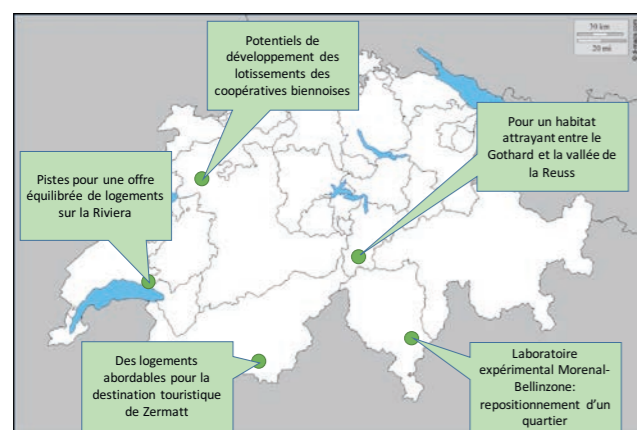 Potentiels de
développement des
lotissements des
coopératives biennoises
30 km
20 mi
Pour un habitat
attrayant entre le
Gothard et la vallée de
la Reuss
Pistes pour une offre
équilibrée de logements
sur la Riviera
Des logements
abordables pour la
destination touristique
de Zermatt
Laboratoire
expérimental Morenal-
Bellinzone:
repositionnement d’un
quartier